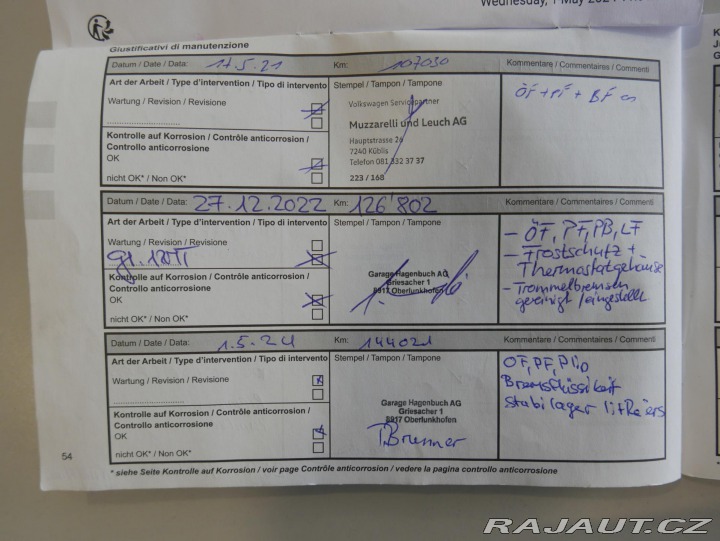 Wednesday, 1 May 202
Giustificativi di manutenzione
Datum / Date / Data: 17.5.21 Km: 107030 Kommentare / Commentaires / Commenti
Art der Arbeit / Type d'intervention / Tipo di intervento
Stempel / Tampon / Tampone
ÖF + PF + BF
Wartung / Revision / Revisione
Volkswagen Servicepartner
Muzzarelli und Leuch AG
Hauptstrasse 26
7240 Küblis
Telefon 081 332 37 37
223 / 168
Kontrolle auf Korrosion / Contrôle anticorrosion /
Controllo anticorrosione
OK
nicht OK* / Non OK*
Datum / Date / Data: 27.12.2022 Km: 126'802 Kommentare / Commentaires / Commenti
Art der Arbeit / Type d'intervention / Tipo di intervento
Stempel / Tampon / Tampone
- ÖF, PF, PB, LF
- Frostschutz +
Thermostatgehäuse
- Trommelbremsen
gereinigt / eingestellt
Wartung / Revision / Revisione
Garage Hagenbuch AG
Griesacher 1
8917 Oberlunkhofen
Kontrolle auf Korrosion / Contrôle anticorrosion /
Controllo anticorrosione
OK
nicht OK* / Non OK*
Datum / Date / Data: 1.5.24 Km: 144021 Kommentare / Commentaires / Commenti
Art der Arbeit / Type d'intervention / Tipo di intervento
Stempel / Tampon / Tampone
ÖF, PF,
Bremsflüssikeit
Stabilager
Wartung / Revision / Revisione
Garage Hagenbuch AG
Griesacher 1
8917 Oberlunkhofen
T. Brunner
Kontrolle auf Korrosion / Contrôle anticorrosion /
Controllo anticorrosione
OK
nicht OK* / Non OK*
54
* siehe Seite Kontrolle auf Korrosion / voir page Contrôle anticorrosion / vedere la pagina controllo anticorrosione
RAJAUT.CZ